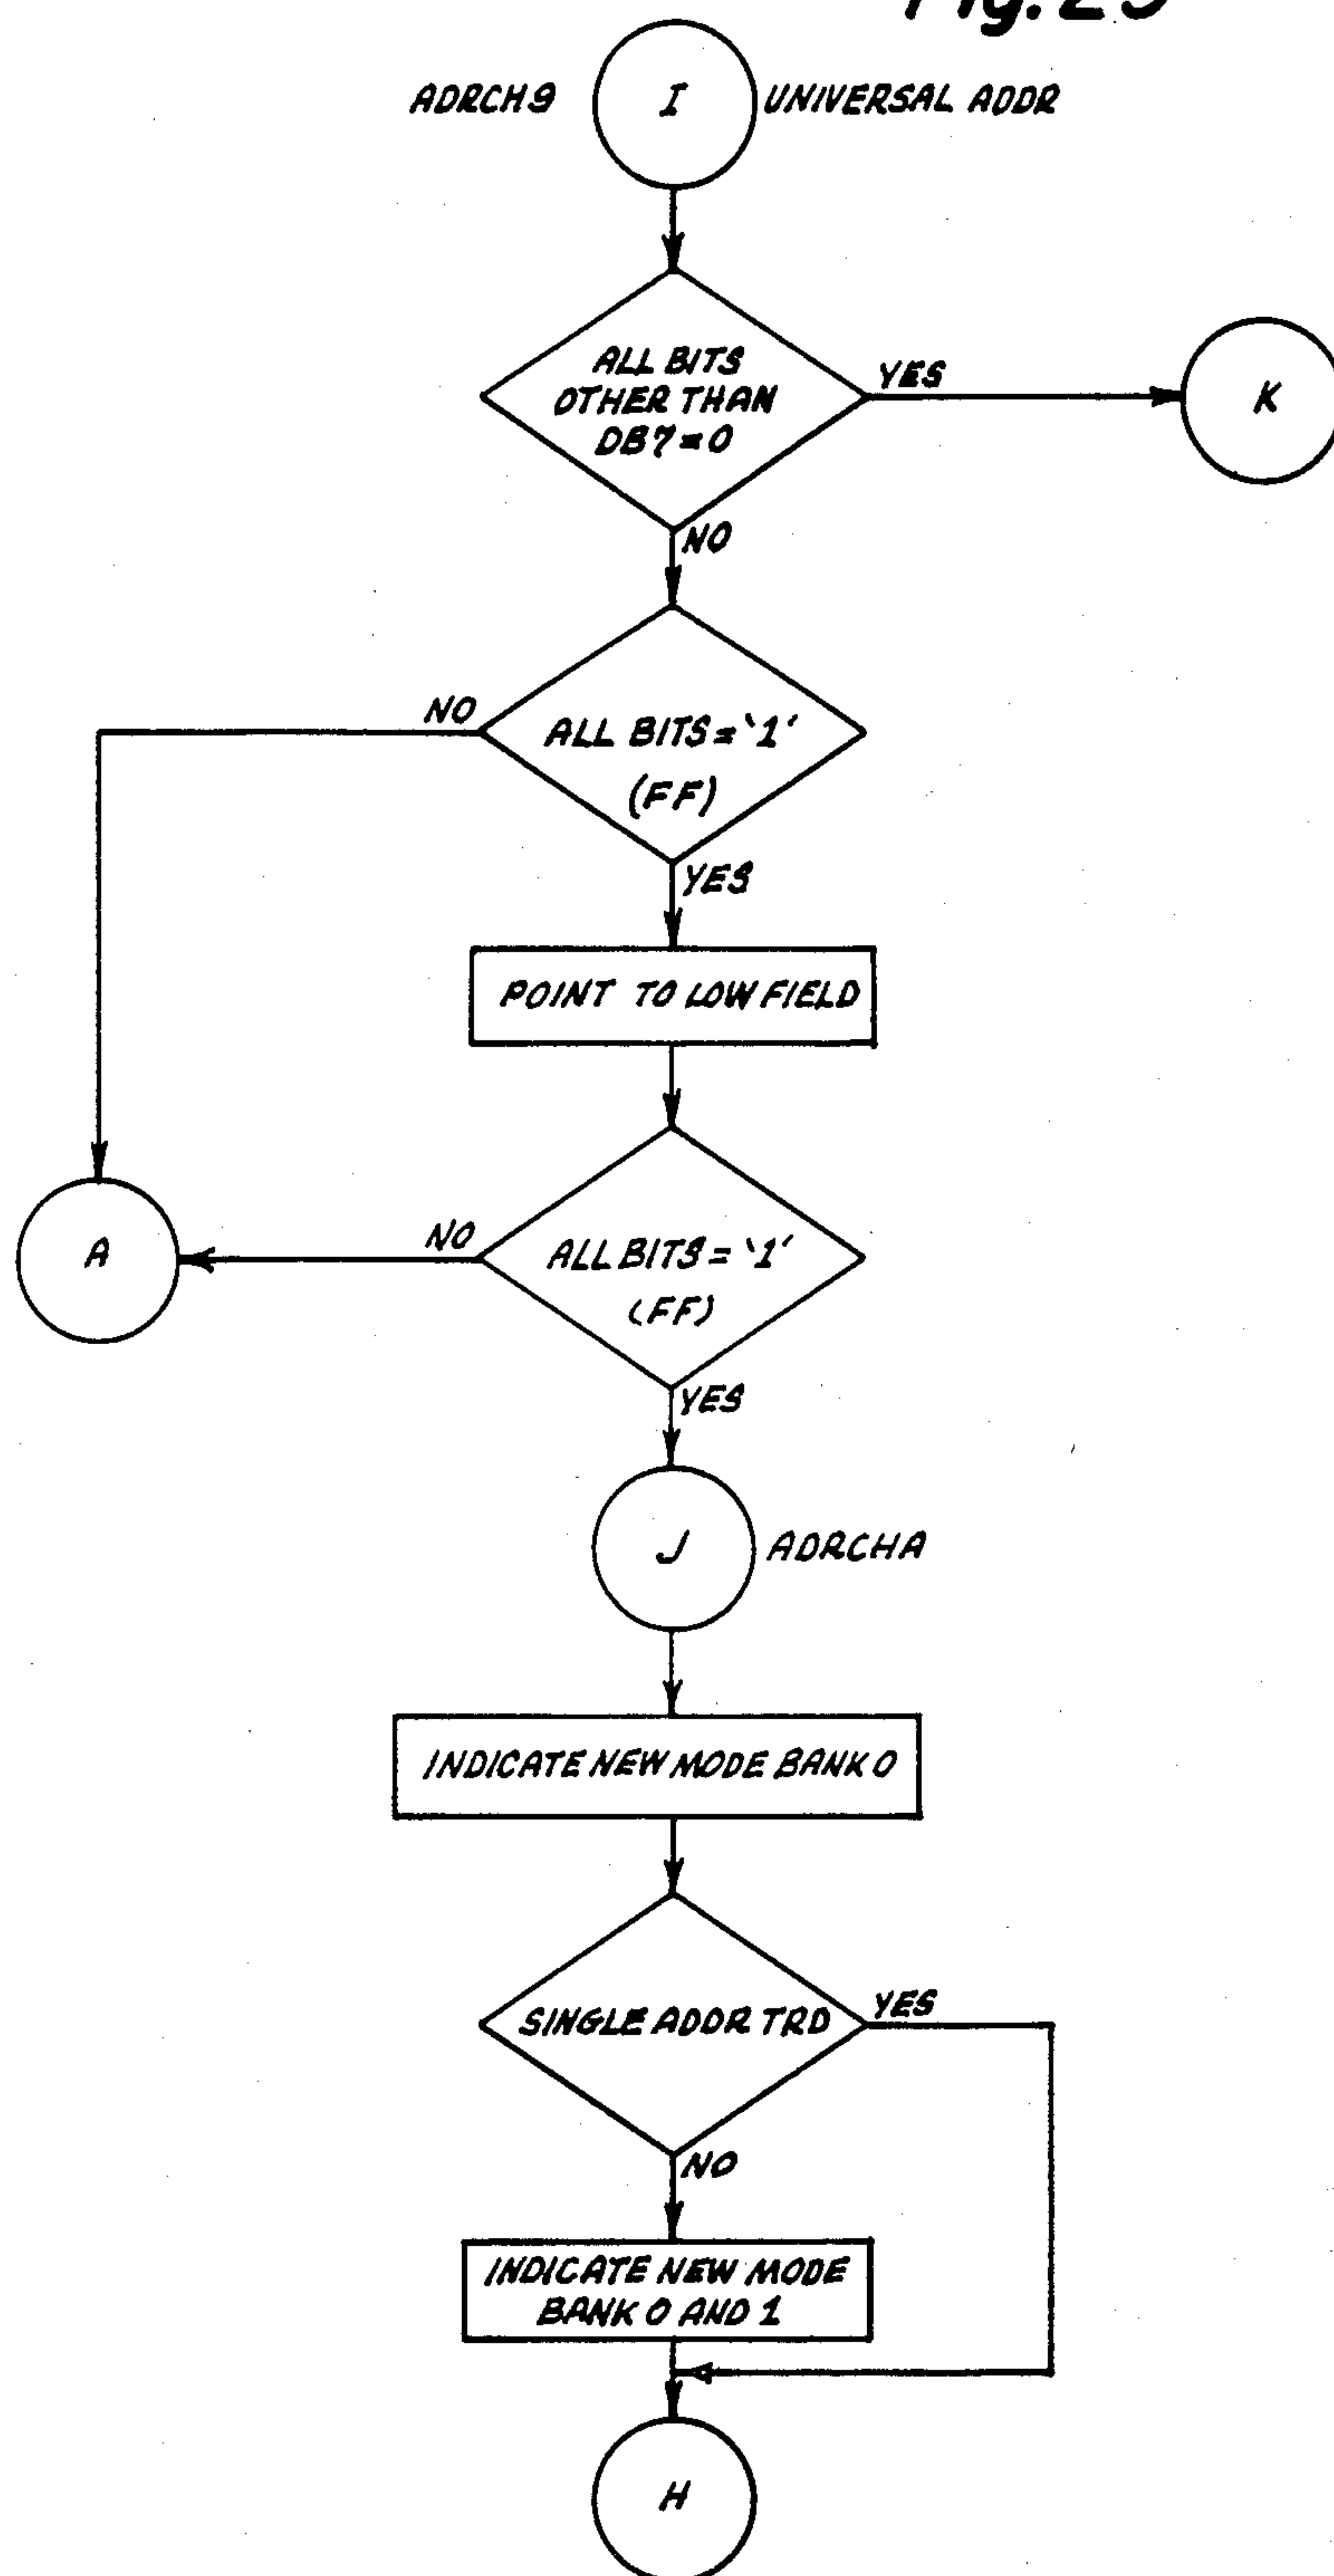 Fig. 25
ADRCH9 I UNIVERSAL ADDR
ALL BITS
OTHER THAN
DB7=0
YES
K
NO
NO
ALL BITS='1'
(FF)
YES
POINT TO LOW FIELD
A
NO
ALL BITS='1'
(FF)
YES
J ADRCHA
INDICATE NEW MODE BANK 0
SINGLE ADDR TRD
YES
NO
INDICATE NEW MODE
BANK 0 AND 1
H